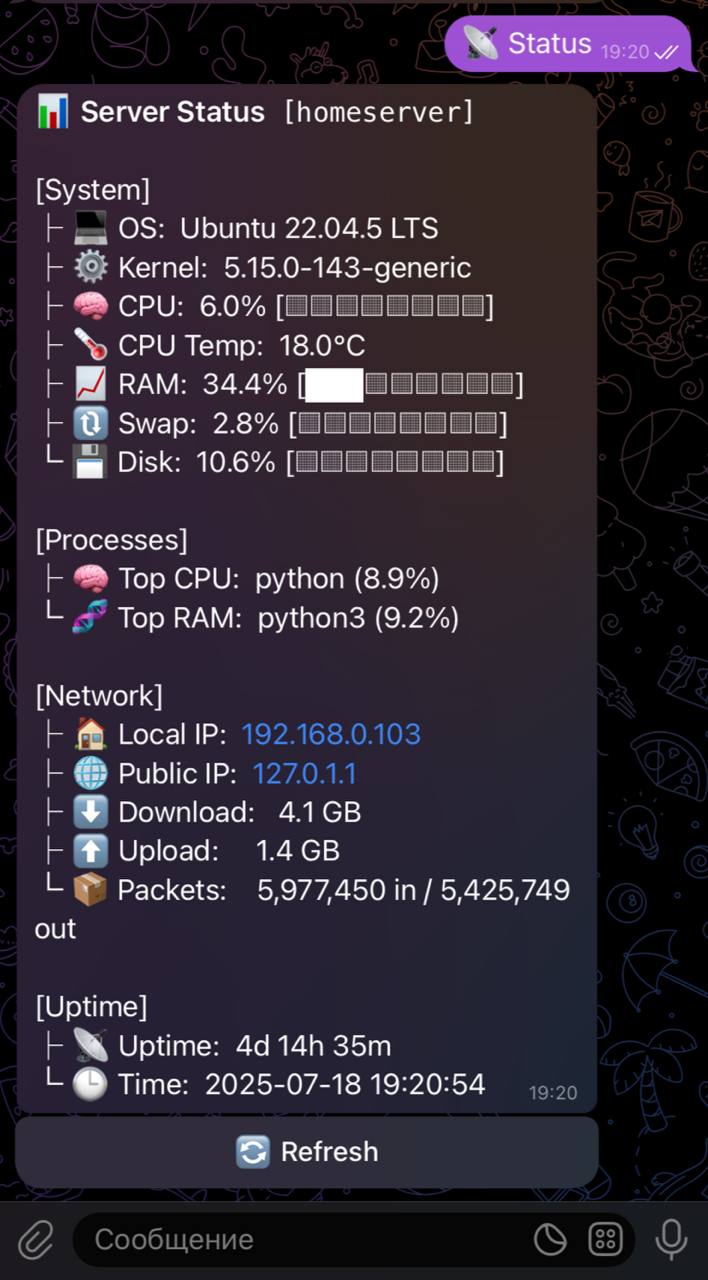 📡 Status 19:20
📊 Server Status [homeserver]
[System]
├ 💻 OS: Ubuntu 22.04.5 LTS
├ ⚙️ Kernel: 5.15.0-143-generic
├ 🧠 CPU: 6.0% [▦▦▦▦▦▦▦▦]
├ 🌡️ CPU Temp: 18.0°C
├ 📈 RAM: 34.4% [██▦▦▦▦▦▦]
├ 🔃 Swap: 2.8% [▦▦▦▦▦▦▦▦]
└ 💾 Disk: 10.6% [▦▦▦▦▦▦▦▦]
[Processes]
├ 🧠 Top CPU: python (8.9%)
└ 🧬 Top RAM: python3 (9.2%)
[Network]
├ 🏠 Local IP: 192.168.0.103
├ 🌐 Public IP: 127.0.1.1
├ ⬇️ Download: 4.1 GB
├ ⬆️ Upload: 1.4 GB
└ 📦 Packets: 5,977,450 in / 5,425,749
out
[Uptime]
├ 📡 Uptime: 4d 14h 35m
└ 🕒 Time: 2025-07-18 19:20:54 19:20
🔄 Refresh
Сообщение